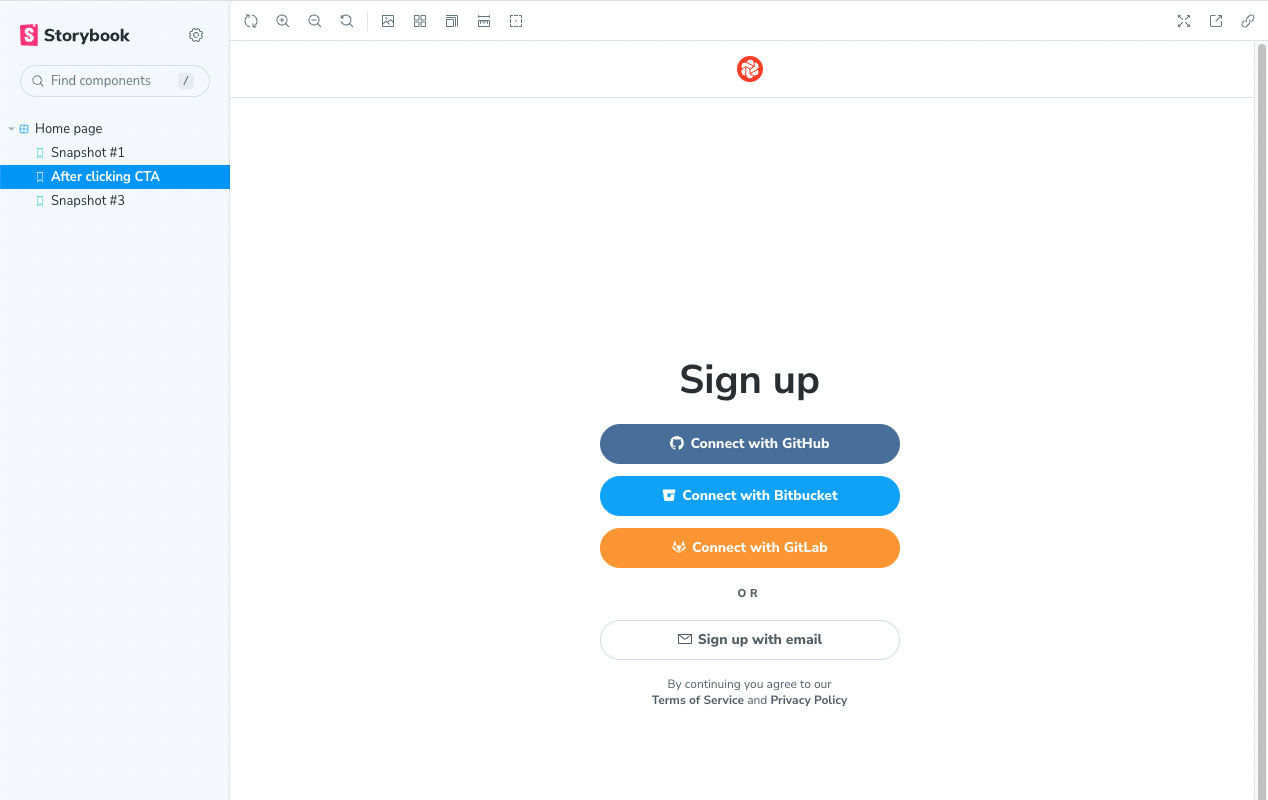 Storybook
Find components /
Home page
Snapshot #1
After clicking CTA
Snapshot #3
Sign up
Connect with GitHub
Connect with Bitbucket
Connect with GitLab
OR
Sign up with email
By continuing you agree to our
Terms of Service and Privacy Policy